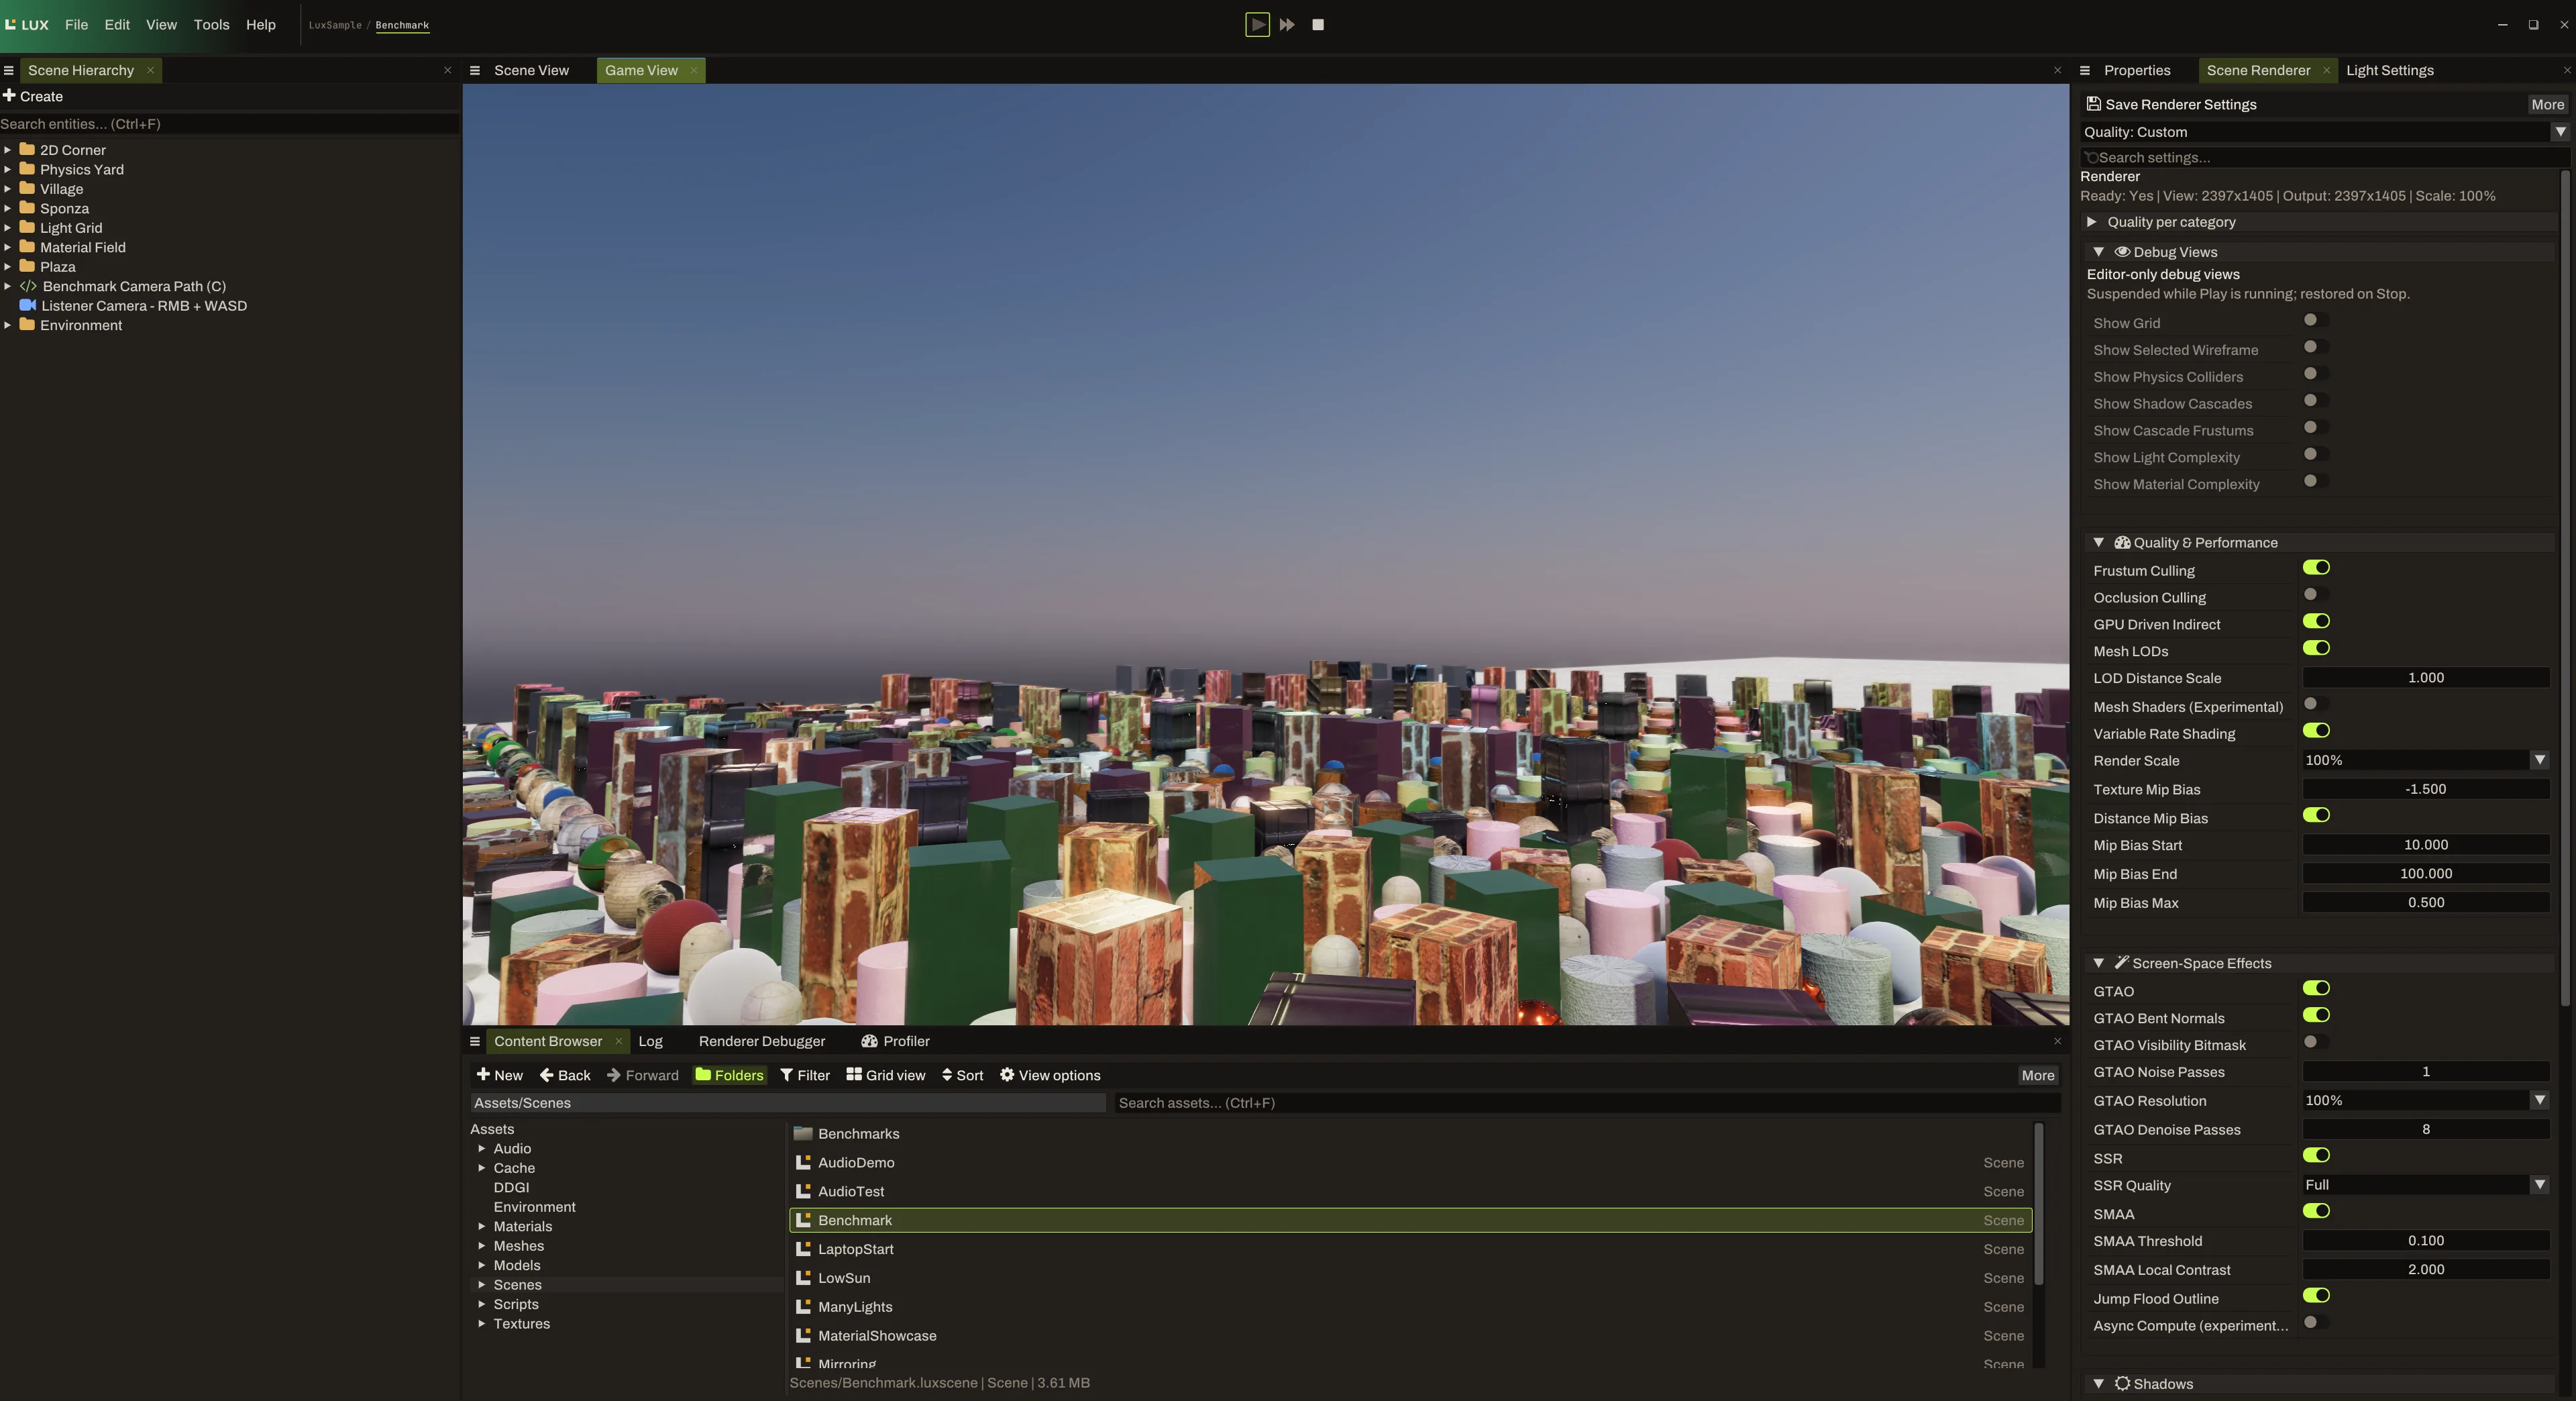 LUX File Edit View Tools Help LuxSample / Benchmark
Scene Hierarchy
Create
Search entities... (Ctrl+F)
2D Corner
Physics Yard
Village
Sponza
Light Grid
Material Field
Plaza
</> Benchmark Camera Path (C)
Listener Camera - RMB + WASD
Environment
Scene View Game View
Content Browser Log Renderer Debugger Profiler
New Back Forward Folders Filter Grid view Sort View options More
Assets/Scenes Search assets... (Ctrl+F)
Assets
Audio
Cache
DDGI
Environment
Materials
Meshes
Models
Scenes
Scripts
Textures
Benchmarks
AudioDemo Scene
AudioTest Scene
Benchmark Scene
LaptopStart Scene
LowSun Scene
ManyLights Scene
MaterialShowcase Scene
Mirroring Scene
Scenes/Benchmark.luxscene | Scene | 3.61 MB
Properties Scene Renderer Light Settings
Save Renderer Settings More
Quality: Custom
Search settings...
Renderer
Ready: Yes | View: 2397x1405 | Output: 2397x1405 | Scale: 100%
Quality per category
Debug Views
Editor-only debug views
Suspended while Play is running; restored on Stop.
Show Grid
Show Selected Wireframe
Show Physics Colliders
Show Shadow Cascades
Show Cascade Frustums
Show Light Complexity
Show Material Complexity
Quality & Performance
Frustum Culling
Occlusion Culling
GPU Driven Indirect
Mesh LODs
LOD Distance Scale 1.000
Mesh Shaders (Experimental)
Variable Rate Shading
Render Scale 100%
Texture Mip Bias -1.500
Distance Mip Bias
Mip Bias Start 10.000
Mip Bias End 100.000
Mip Bias Max 0.500
Screen-Space Effects
GTAO
GTAO Bent Normals
GTAO Visibility Bitmask
GTAO Noise Passes 1
GTAO Resolution 100%
GTAO Denoise Passes 8
SSR
SSR Quality Full
SMAA
SMAA Threshold 0.100
SMAA Local Contrast 2.000
Jump Flood Outline
Async Compute (experiment...
Shadows